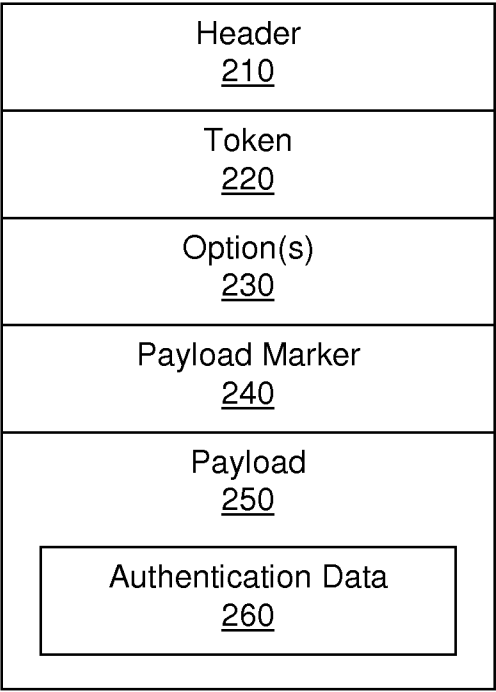 Header
210
Token
220
Option(s)
230
Payload Marker
240
Payload
250
Authentication Data
260